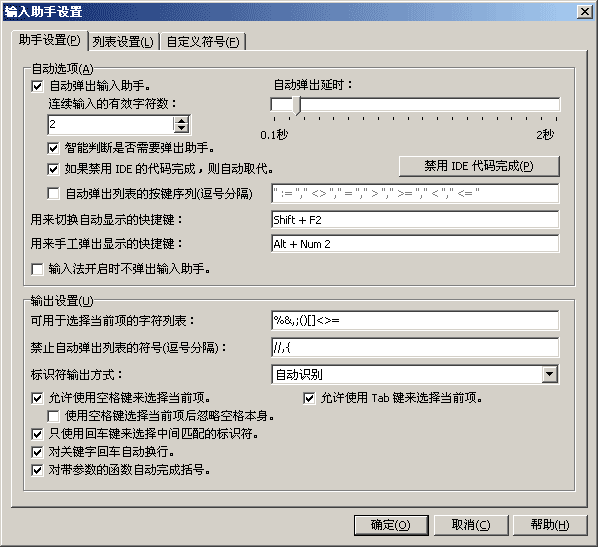 输入助手设置
助手设置(P) 列表设置(L) 自定义符号(F)
自动选项(A)
自动弹出输入助手。 自动弹出延时：
连续输入的有效字符数：
2
0.1秒 2秒
智能判断是否需要弹出助手。
如果禁用 IDE 的代码完成，则自动取代。 禁用 IDE 代码完成(P)
自动弹出列表的按键序列(逗号分隔) " := "," <> "," = "," > "," >= "," < "," <= "
用来切换自动显示的快捷键： Shift + F2
用来手工弹出显示的快捷键： Alt + Num 2
输入法开启时不弹出输入助手。
输出设置(U)
可用于选择当前项的字符列表： %&,;()[]<>=
禁止自动弹出列表的符号(逗号分隔)： //,{
标识符输出方式： 自动识别
允许使用空格键来选择当前项。 允许使用 Tab 键来选择当前项。
使用空格键选择当前项后忽略空格本身。
只使用回车键来选择中间匹配的标识符。
对关键字回车自动换行。
对带参数的函数自动完成括号。
确定(O) 取消(C) 帮助(H)